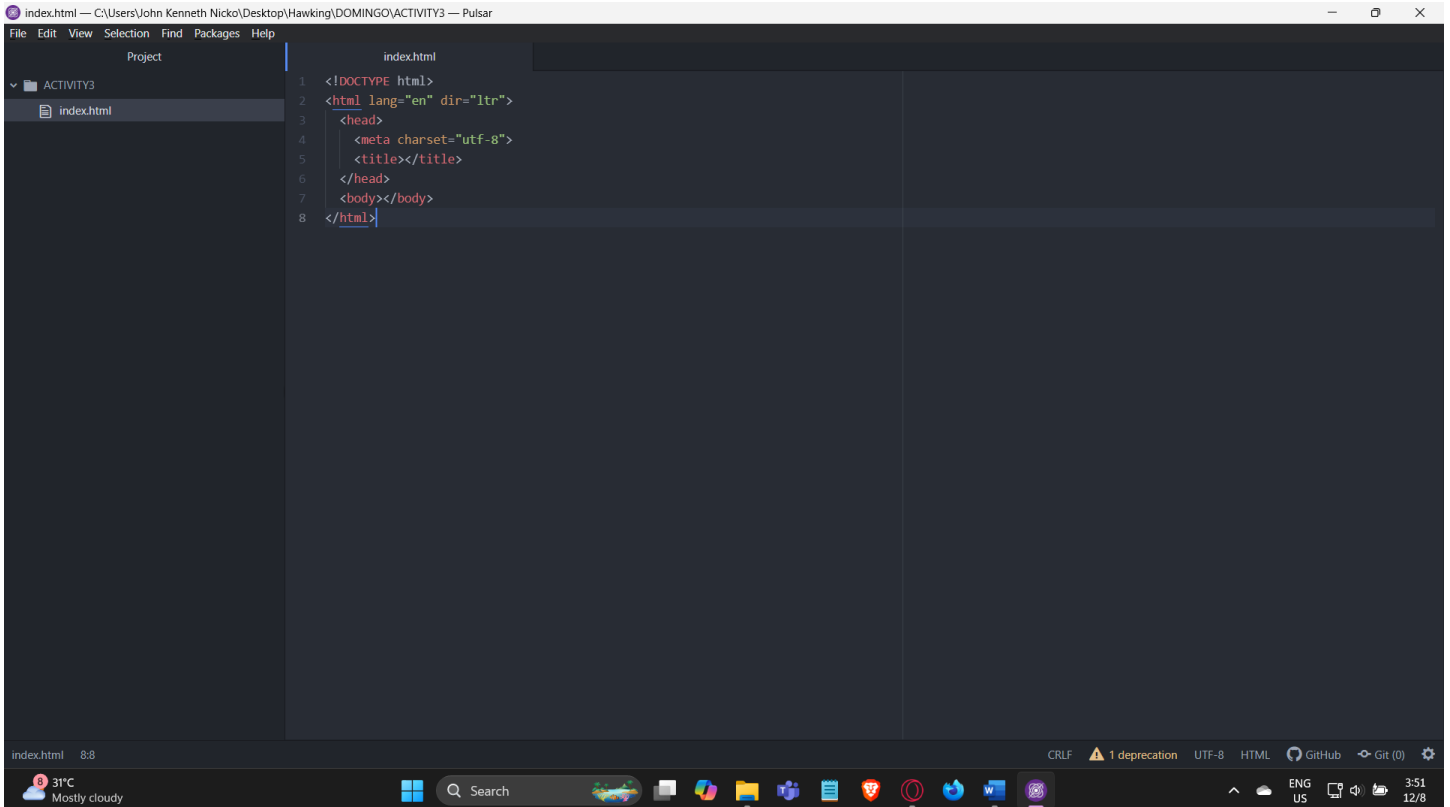 index.html — C:\Users\John Kenneth Nicko\Desktop\Hawking\DOMINGO\ACTIVITY3 — Pulsar
File Edit View Selection Find Packages Help
Project
index.html
ACTIVITY3
index.html
1 <!DOCTYPE html>
2 <html lang="en" dir="ltr">
3 <head>
4 <meta charset="utf-8">
5 <title></title>
6 </head>
7 <body></body>
8 </html>
index.html 8:8
CRLF 1 deprecation UTF-8 HTML GitHub Git (0)
8
31°C
Mostly cloudy
Search
ENG
US
3:51
12/8